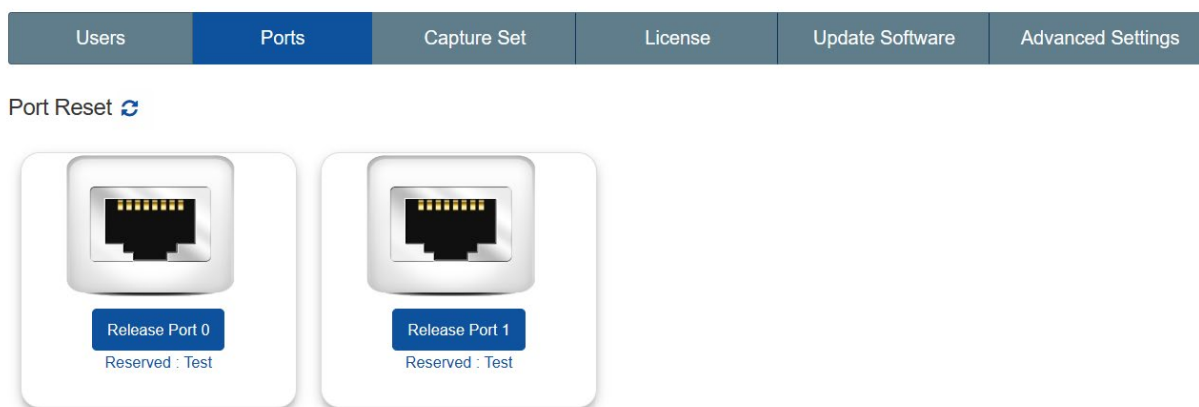 Users Ports Capture Set License Update Software Advanced Settings
Port Reset
Release Port 0 Release Port 1
Reserved : Test Reserved : Test